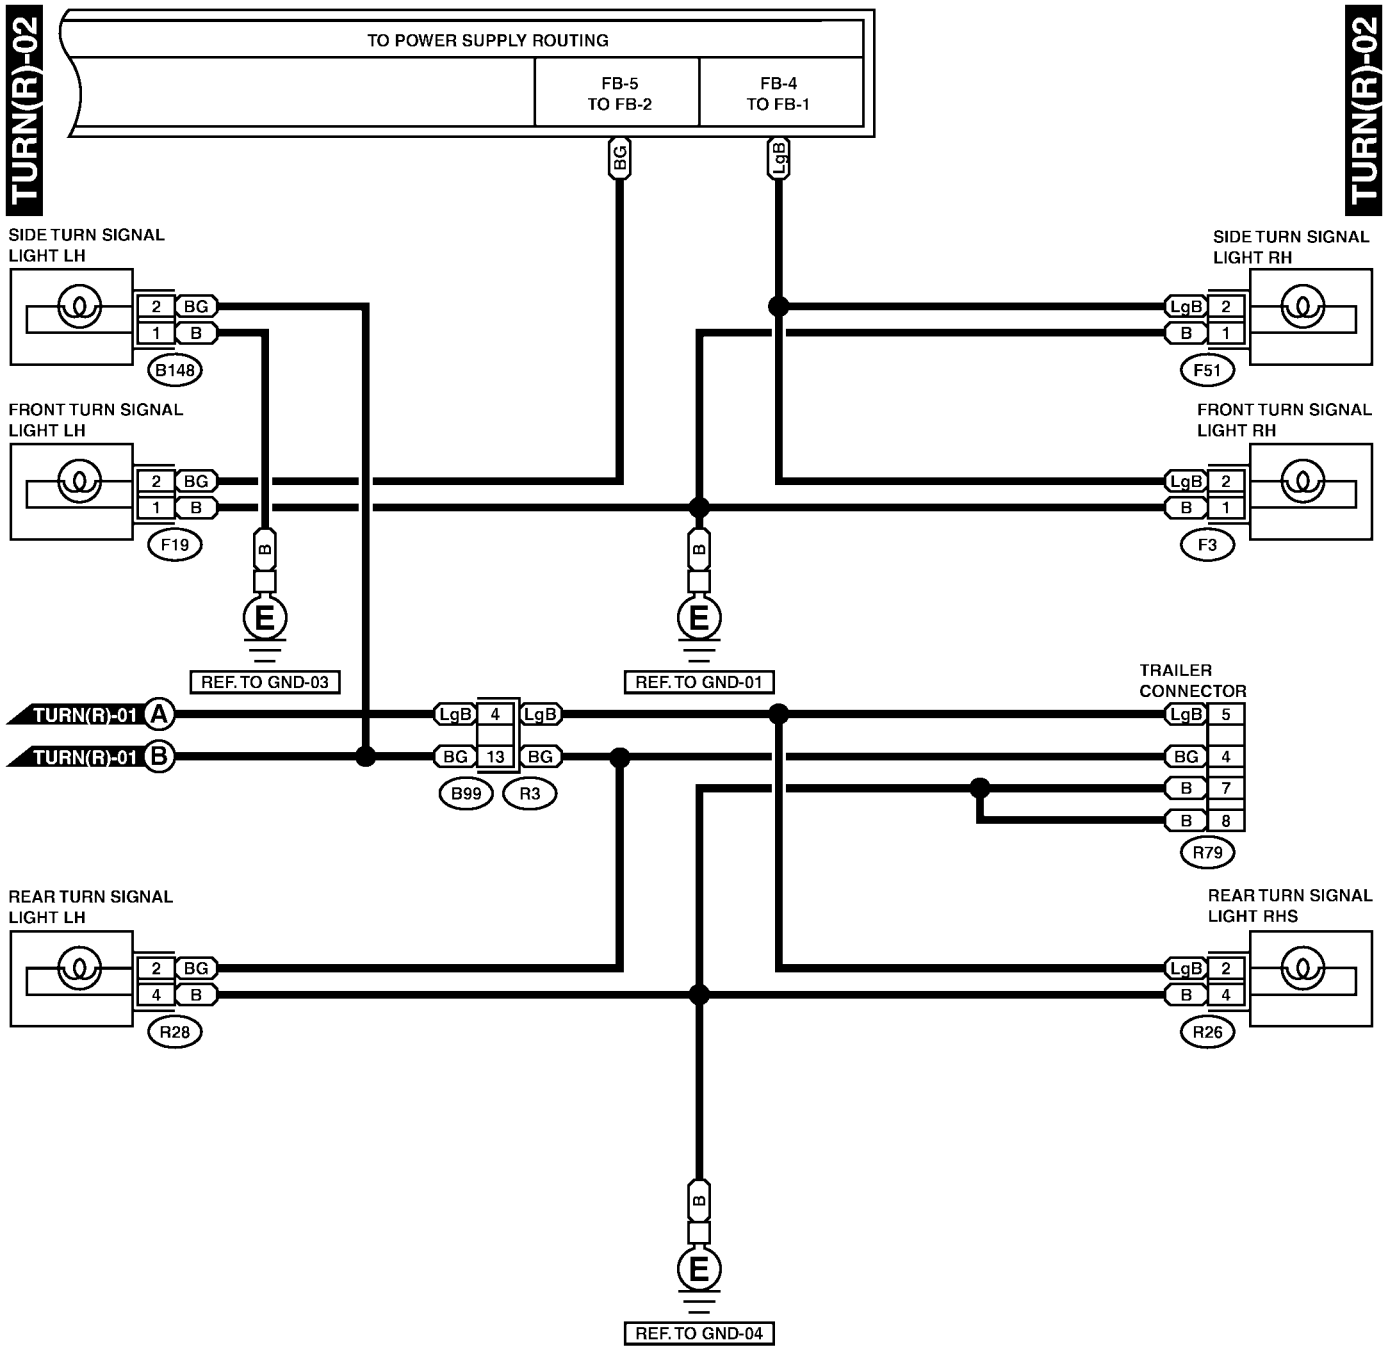 TURN(R)-02
TURN(R)-02
TO POWER SUPPLY ROUTING
FB-5
TO FB-2
FB-4
TO FB-1
BG
LgB
SIDE TURN SIGNAL
LIGHT LH
2 BG
1 B
B148
SIDE TURN SIGNAL
LIGHT RH
LgB 2
B 1
F51
FRONT TURN SIGNAL
LIGHT LH
2 BG
1 B
F19
FRONT TURN SIGNAL
LIGHT RH
LgB 2
B 1
F3
B
E
REF. TO GND-03
B
E
REF. TO GND-01
TURN(R)-01 A
TURN(R)-01 B
LgB 4 LgB
BG 13 BG
B99 R3
TRAILER
CONNECTOR
LgB 5
BG 4
B 7
B 8
R79
REAR TURN SIGNAL
LIGHT LH
2 BG
4 B
R28
REAR TURN SIGNAL
LIGHT RHS
LgB 2
B 4
R26
B
E
REF. TO GND-04